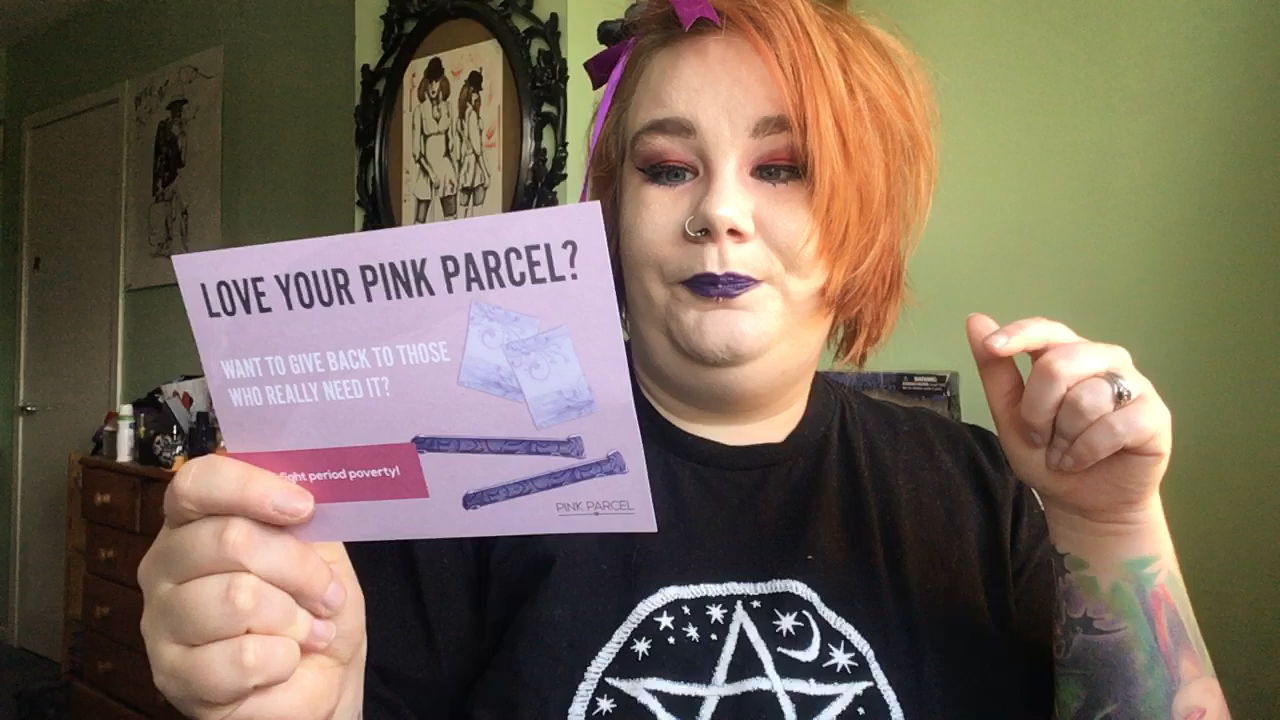 LOVE YOUR PINK PARCEL?
WANT TO GIVE BACK TO THOSE
WHO REALLY NEED IT?
fight period poverty!
PINK PARCEL
WARNING: